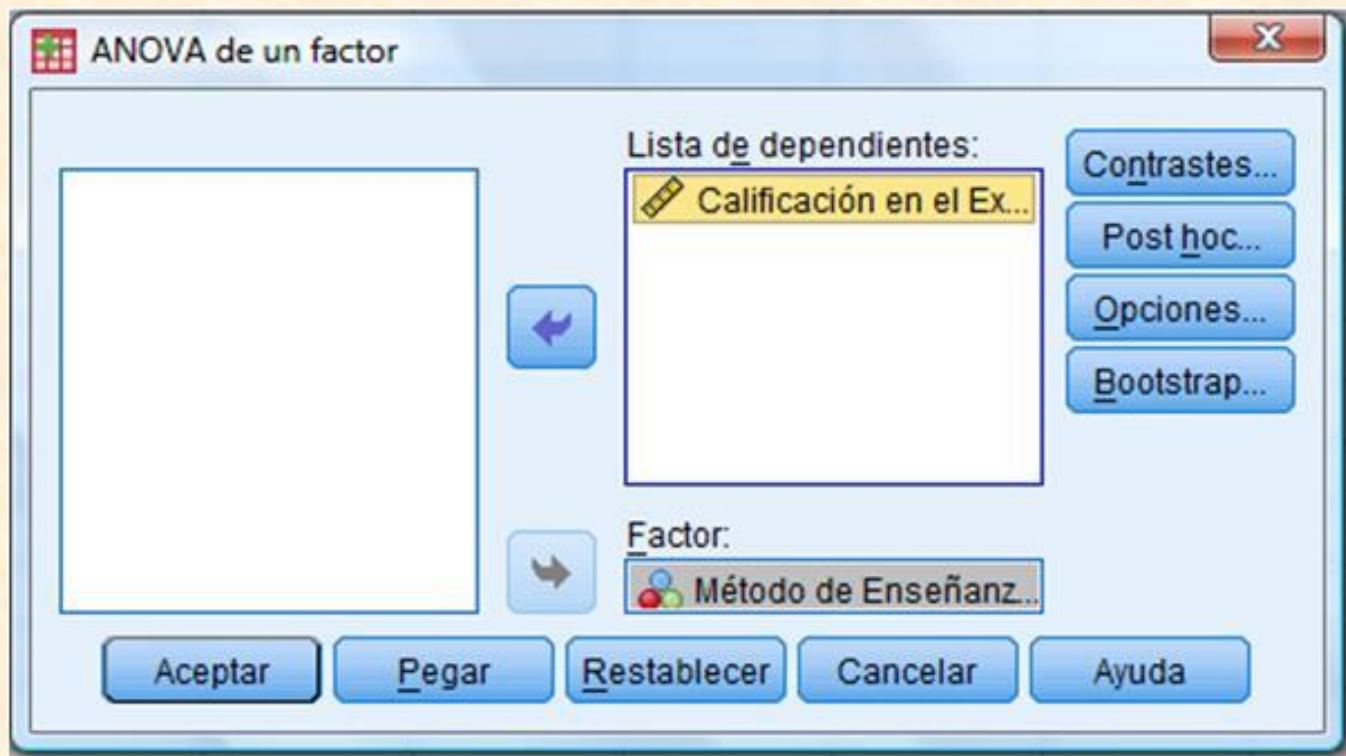 ANOVA de un factor
Lista de dependientes:
Calificación en el Ex...
Contrastes...
Post hoc...
Opciones...
Bootstrap...
Factor:
Método de Enseñanz...
Aceptar
Pegar
Restablecer
Cancelar
Ayuda